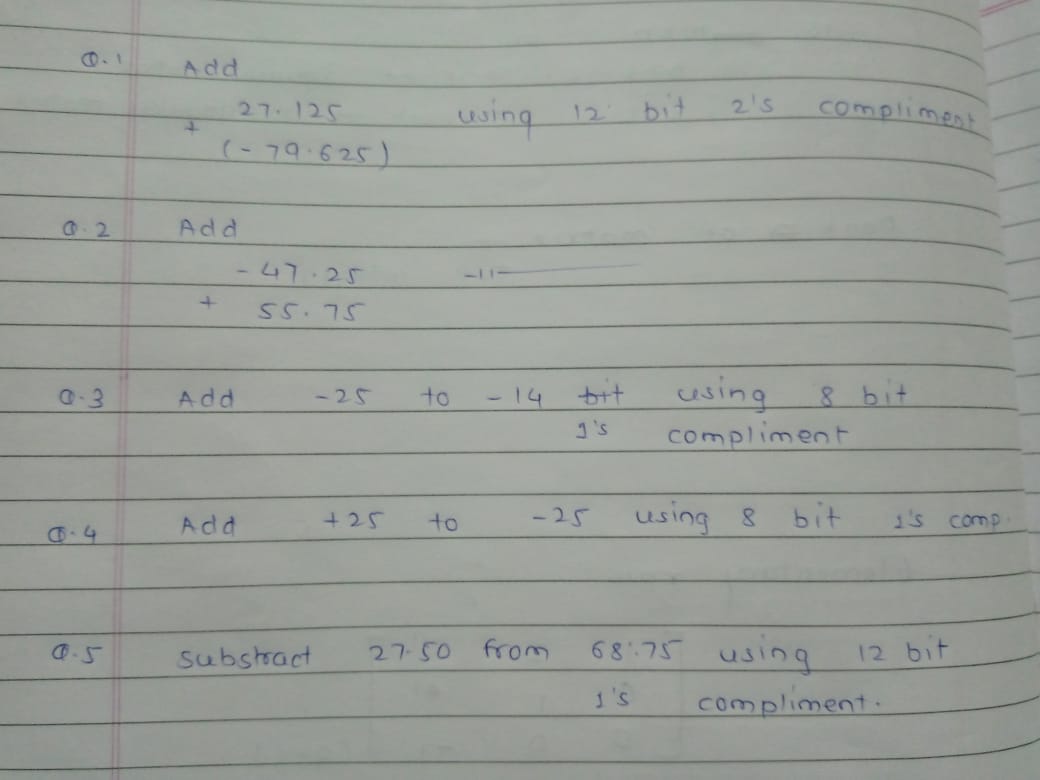 Q.1 Add
27.125 using 12 bit 2's compliment
+
(-79.625)
Q.2 Add
-47.25 -11-
+ 55.75
Q.3 Add -25 to -14 bit using 8 bit
1's compliment
Q.4 Add +25 to -25 using 8 bit 1's comp.
Q.5 substract 27.50 from 68.75 using 12 bit
1's compliment.